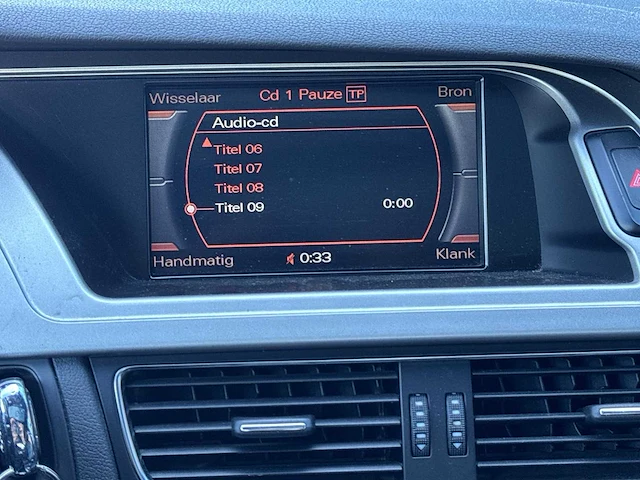 Wisselaar Cd 1 Pauze TP Bron
Audio-cd
Titel 06
Titel 07
Titel 08
Titel 09 0:00
Handmatig 0:33 Klank